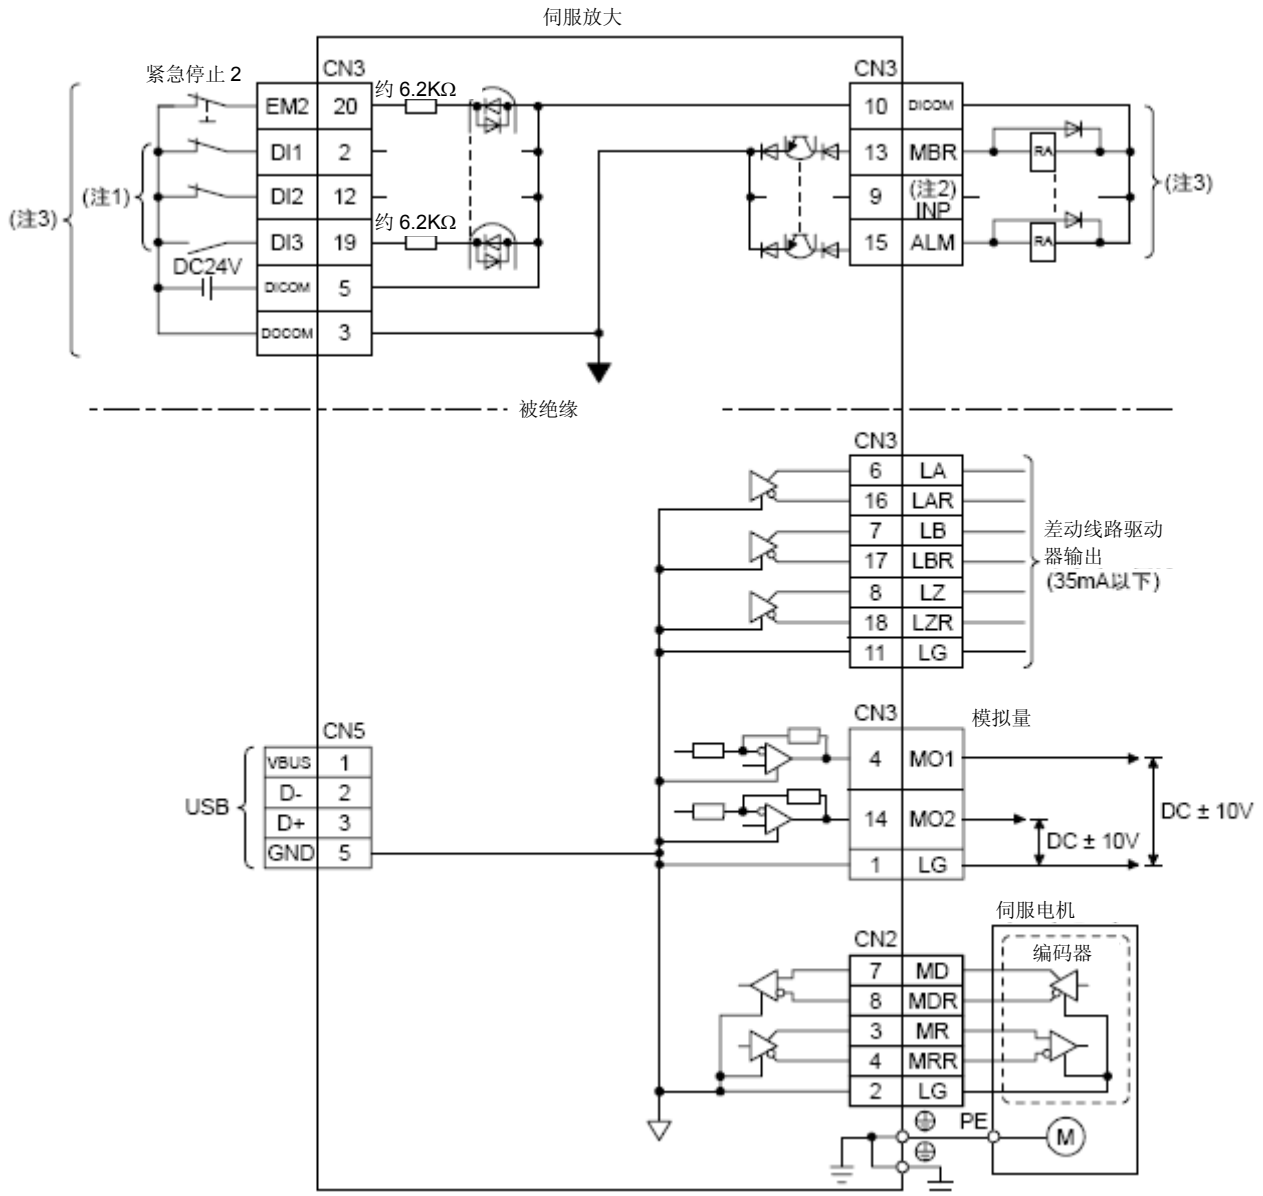 伺服放大
紧急停止 2
CN3
约 6.2KΩ
EM2 20
DI1 2
(注1)
DI2 12
(注3)
约 6.2KΩ
DI3 19
DC24V
DICOM 5
DOCOM 3
CN3
10 DICOM
13 MBR
RA
9 (注2)
INP
(注3)
15 ALM
RA
被绝缘
CN3
6 LA
16 LAR
7 LB
17 LBR
8 LZ
18 LZR
11 LG
差动线路驱动
器输出
(35mA以下)
CN5
VBUS 1
D- 2
USB
D+ 3
GND 5
CN3
模拟量
4 MO1
14 MO2
1 LG
DC ± 10V
DC ± 10V
伺服电机
编码器
CN2
7 MD
8 MDR
3 MR
4 MRR
2 LG
PE
M